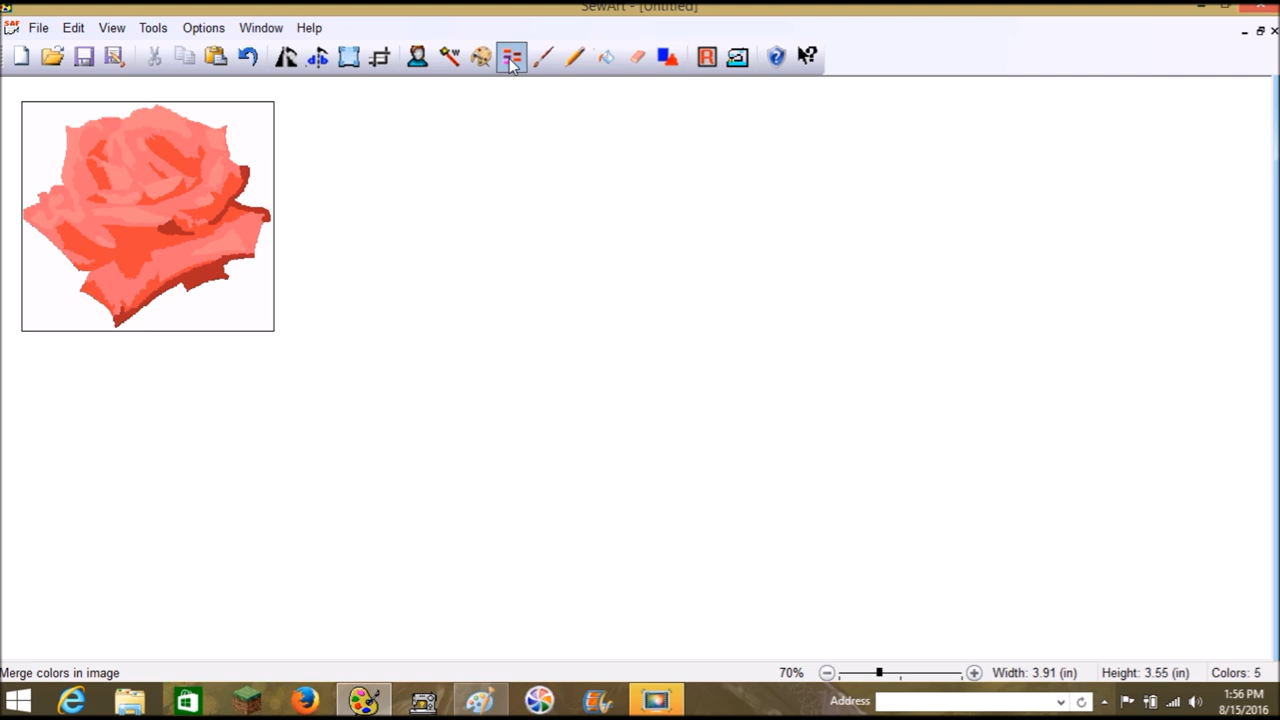 SewArt - [Untitled]
File Edit View Tools Options Window Help
Merge colors in image 70% Width: 3.91 (in) Height: 3.55 (in) Colors: 5
Address 1:56 PM
8/15/2016